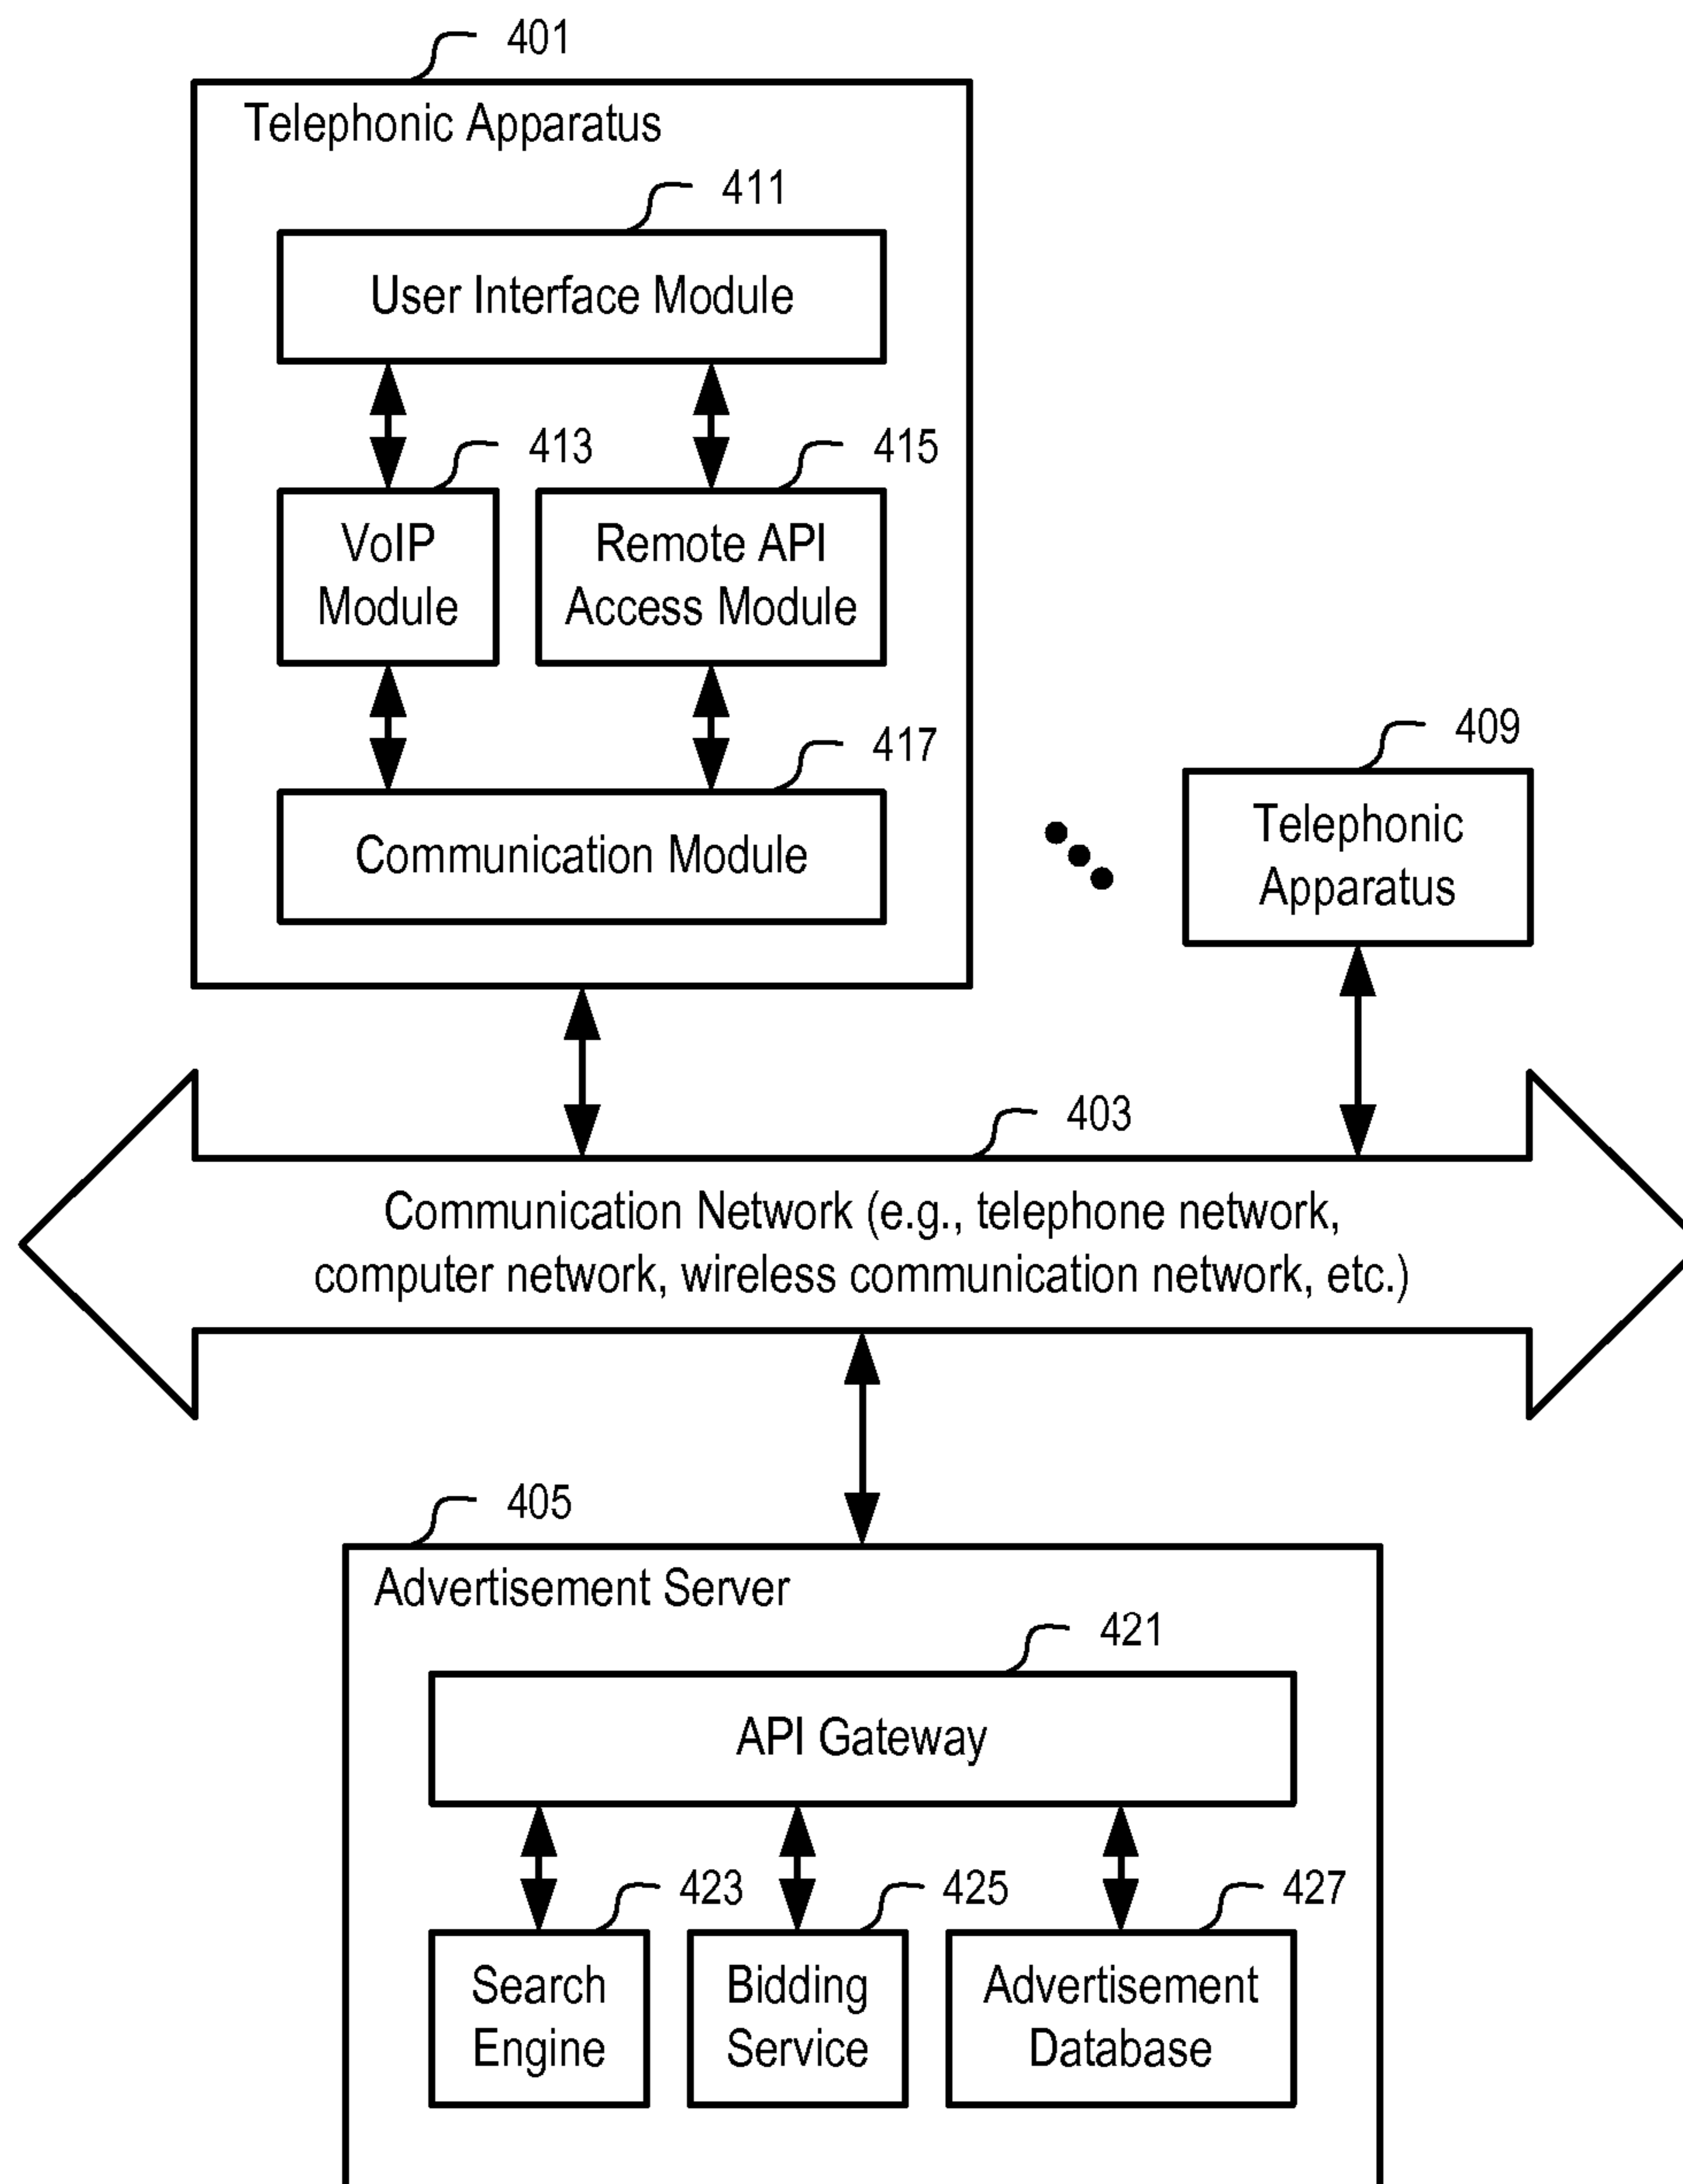 401
Telephonic Apparatus
411
User Interface Module
413
415
VoIP
Module
Remote API
Access Module
417
Communication Module
409
Telephonic
Apparatus
403
Communication Network (e.g., telephone network,
computer network, wireless communication network, etc.)
405
Advertisement Server
421
API Gateway
423
425
427
Search
Engine
Bidding
Service
Advertisement
Database